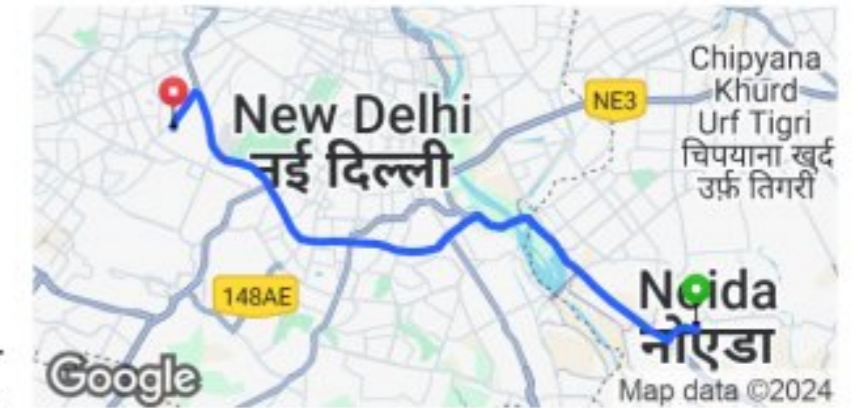 Chipyana
Khurd
Urf Tigri
चिपयाना खुर्द
उर्फ़ तिगरी
NE3
New Delhi
नई दिल्ली
148AE
Noida
नोएडा
Google
Map data ©2024